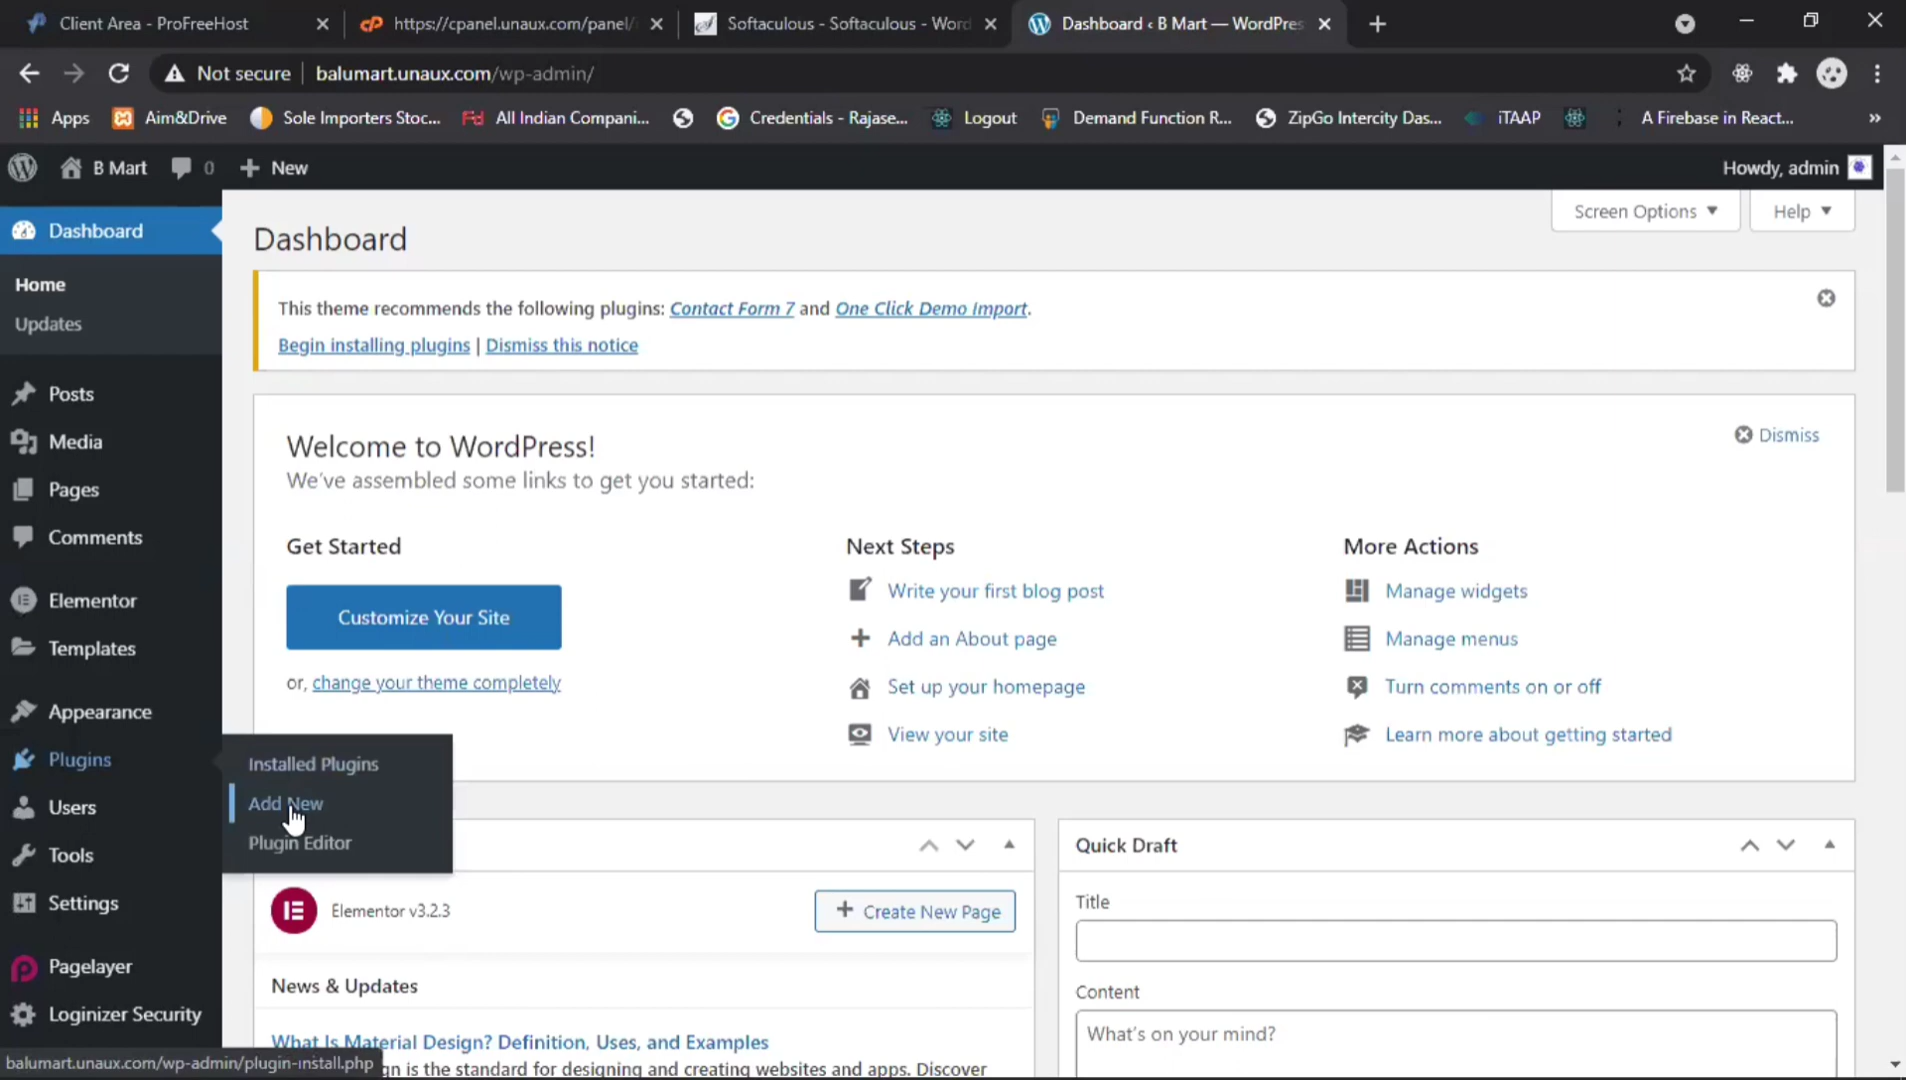 Client Area - ProFreeHost
https://cpanel.unaux.com/panel/
Softaculous - Softaculous - Word
Dashboard ‹ B Mart — WordPres
Not secure
balumart.unaux.com/wp-admin/
Apps
Aim&Drive
Sole Importers Stoc...
All Indian Compani...
Credentials - Rajase...
Logout
Demand Function R...
ZipGo Intercity Das...
iTAAP
A Firebase in React...
»
B Mart
0
New
Howdy, admin
Dashboard
Home
Updates
Posts
Media
Pages
Comments
Elementor
Templates
Appearance
Plugins
Users
Tools
Settings
Pagelayer
Loginizer Security
Installed Plugins
Add New
Plugin Editor
balumart.unaux.com/wp-admin/plugin-install.php
Screen Options
Help
Dashboard
This theme recommends the following plugins: Contact Form 7 and One Click Demo Import.
Begin installing plugins | Dismiss this notice
Welcome to WordPress!
We've assembled some links to get you started:
Dismiss
Get Started
Customize Your Site
or, change your theme completely
Next Steps
Write your first blog post
Add an About page
Set up your homepage
View your site
More Actions
Manage widgets
Manage menus
Turn comments on or off
Learn more about getting started
Elementor v3.2.3
Create New Page
News & Updates
What Is Material Design? Definition, Uses, and Examples
is the standard for designing and creating websites and apps. Discover
Quick Draft
Title
Content
What's on your mind?